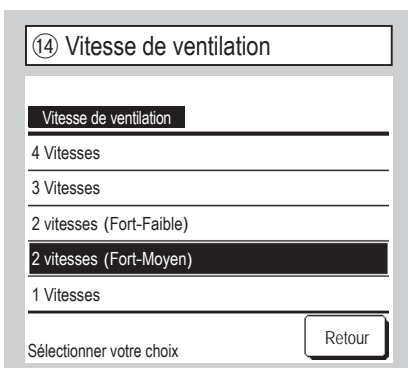 ⑭ Vitesse de ventilation
Vitesse de ventilation
4 Vitesses
3 Vitesses
2 vitesses (Fort-Faible)
2 vitesses (Fort-Moyen)
1 Vitesses
Sélectionner votre choix
Retour